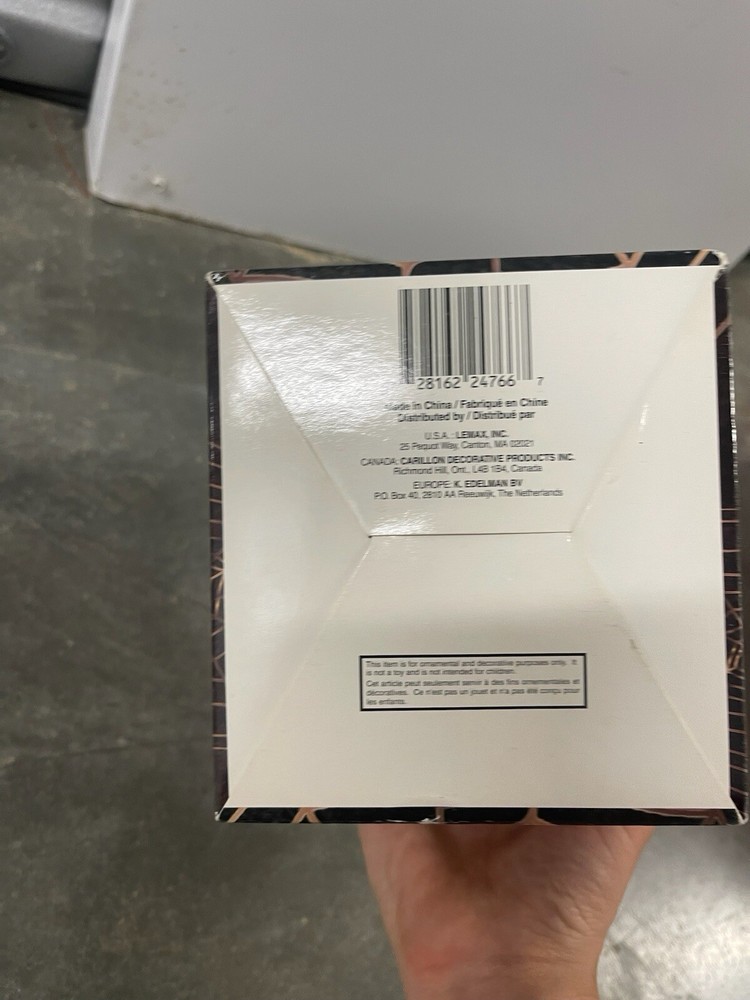 28162 24766 7
Made in China / Fabriqué en Chine
Distributed by / Distribué par
U.S.A. : LEMAX, INC.
25 Pequot Way, Canton, MA 02021
CANADA: CARILLON DECORATIVE PRODUCTS INC.
Richmond Hill, Ont., L4B 1B4, Canada
EUROPE: K. EDELMAN BV
P.O. Box 40, 2810 AA Reeuwijk, The Netherlands
This item is for ornamental and decorative purposes only. It
is not a toy and is not intended for children.
Cet article peut seulement servir à des fins ornementales et
décoratives. Ce n'est pas un jouet et n'a pas été conçu pour
les enfants.